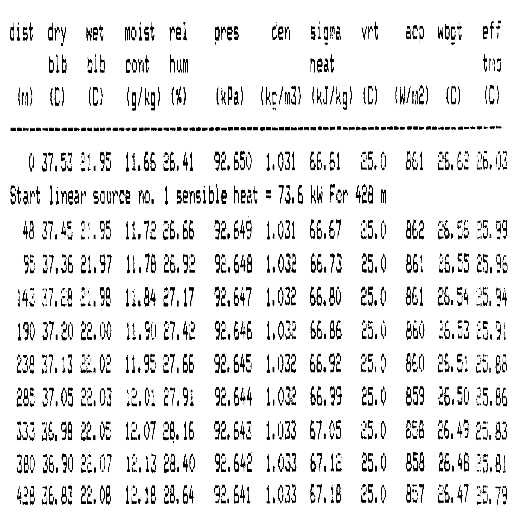 dist dry wet moist rel pres den sigma vrt acp wbgt eff
blb blb cont hum heat tmp
(m) (C) (C) (g/kg) (%) (kPa) (kg/m3) (kJ/kg) (C) (W/m2) (C) (C)
0 37.53 21.95 11.66 26.41 92.650 1.031 66.61 25.0 861 26.62 26.03
Start linear source no. 1 sensible heat = 73.6 kW For 428 m
48 37.45 21.95 11.72 26.66 92.649 1.031 66.67 25.0 862 26.56 25.99
95 37.36 21.97 11.78 26.92 92.648 1.032 66.73 25.0 861 26.55 25.96
143 37.28 21.98 11.84 27.17 92.647 1.032 66.80 25.0 861 26.54 25.94
190 37.20 22.00 11.90 27.42 92.646 1.032 66.86 25.0 860 26.53 25.91
238 37.13 22.02 11.95 27.66 92.645 1.032 66.92 25.0 860 26.51 25.88
285 37.05 22.03 12.01 27.91 92.644 1.032 66.99 25.0 859 26.50 25.86
333 36.98 22.05 12.07 28.16 92.643 1.033 67.05 25.0 858 26.49 25.83
380 36.90 22.07 12.13 28.40 92.642 1.033 67.12 25.0 858 26.48 25.81
428 36.83 22.08 12.18 28.64 92.641 1.033 67.18 25.0 857 26.47 25.79